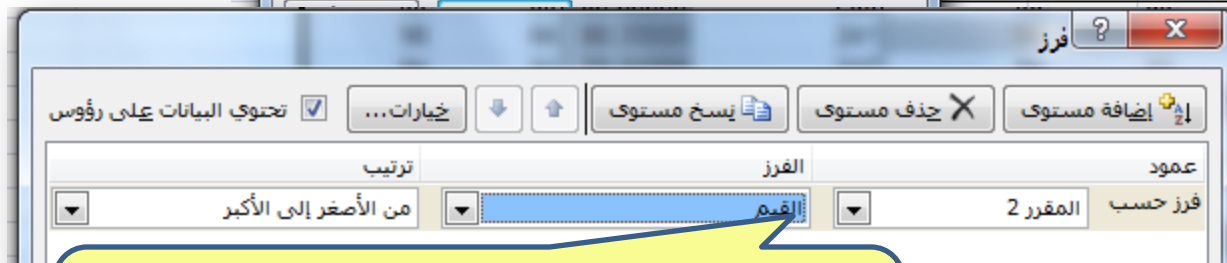 فرز
إضافة مستوى حذف مستوى نسخ مستوى خيارات... تحتوي البيانات على رؤوس
عمود الفرز ترتيب
فرز حسب المقرر 2 القيم من الأصغر إلى الأكبر